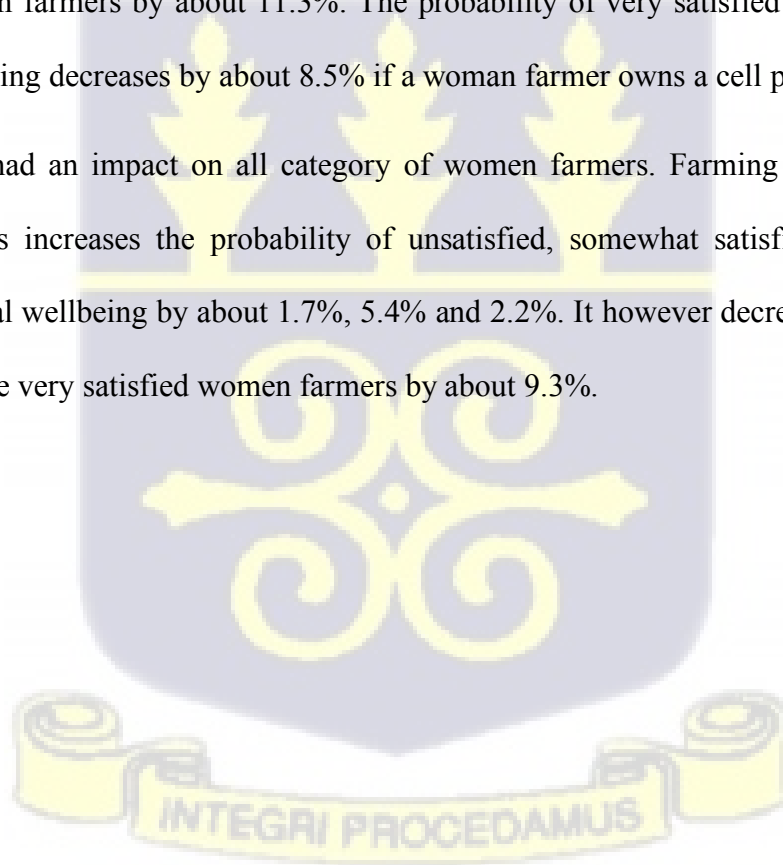 farmers by about 11.3%. The probability of very satisfied
ing decreases by about 8.5% if a woman farmer owns a cell p
had an impact on all category of women farmers. Farming
s increases the probability of unsatisfied, somewhat satisf
al wellbeing by about 1.7%, 5.4% and 2.2%. It however decre
e very satisfied women farmers by about 9.3%.
INTEGRI PROCEDAMUS